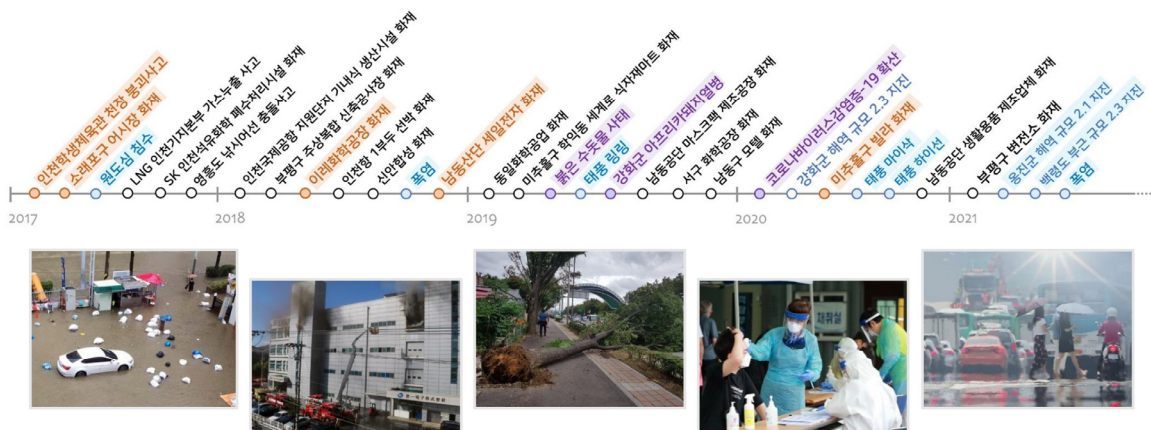 인천학생체육관 천장 붕괴사고
소래포구 어시장 화재
원도심 침수
LNG 인천기지본부 가스누출 사고
SK 인천석유화학 폐수처리시설 화재
영흥도 낚시어선 충돌사고
인천국제공항 지원단지 기내식 생산시설 화재
부평구 주상복합 신축공사장 화재
이레화학공장 화재
인천항 1부두 선박 화재
신안합성 화재
폭염
남동산단 세일전자 화재
동일화학공업 화재
미추홀구 학익동 세계로 식자재마트 화재
붉은 수돗물 사태
태풍 링링
강화군 아프리카돼지열병
남동공단 마스크팩 제조공장 화재
서구 화학공장 화재
남동구 모텔 화재
코로나바이러스감염증-19 확산
강화군 해역 규모 2.3 지진
미추홀구 빌라 화재
태풍 마이삭
태풍 하이선
남동공단 생활용품 제조업체 화재
부평구 변전소 화재
옹진군 해역 규모 2.1 지진
백령도 부근 규모 2.3 지진
폭염
2017
2018
2019
2020
2021
채취실